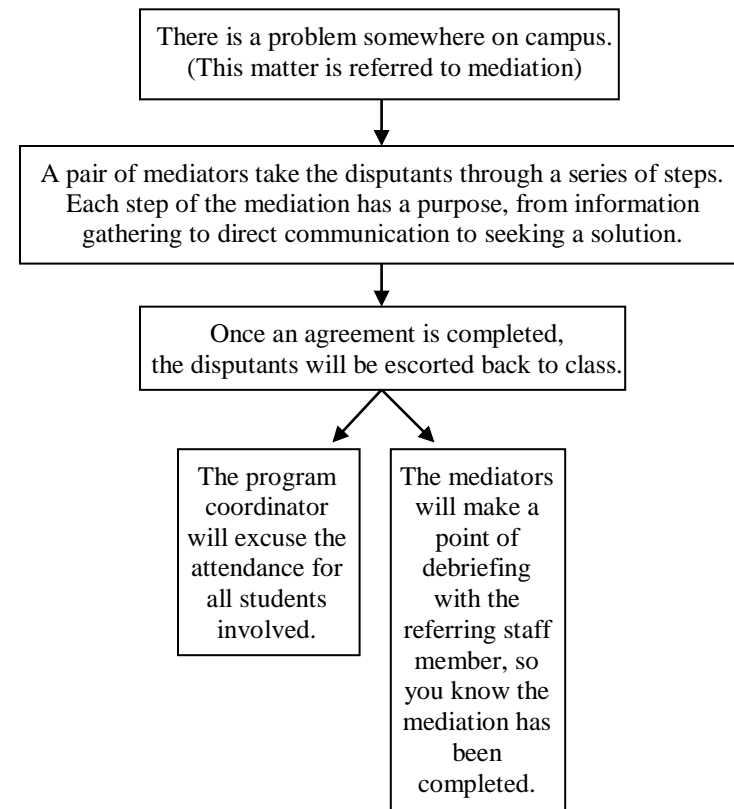 There is a problem somewhere on campus.
(This matter is referred to mediation)
A pair of mediators take the disputants through a series of steps.
Each step of the mediation has a purpose, from information
gathering to direct communication to seeking a solution.
Once an agreement is completed,
the disputants will be escorted back to class.
The program
coordinator
will excuse the
attendance for
all students
involved.
The mediators
will make a
point of
debriefing
with the
referring staff
member, so
you know the
mediation has
been
completed.